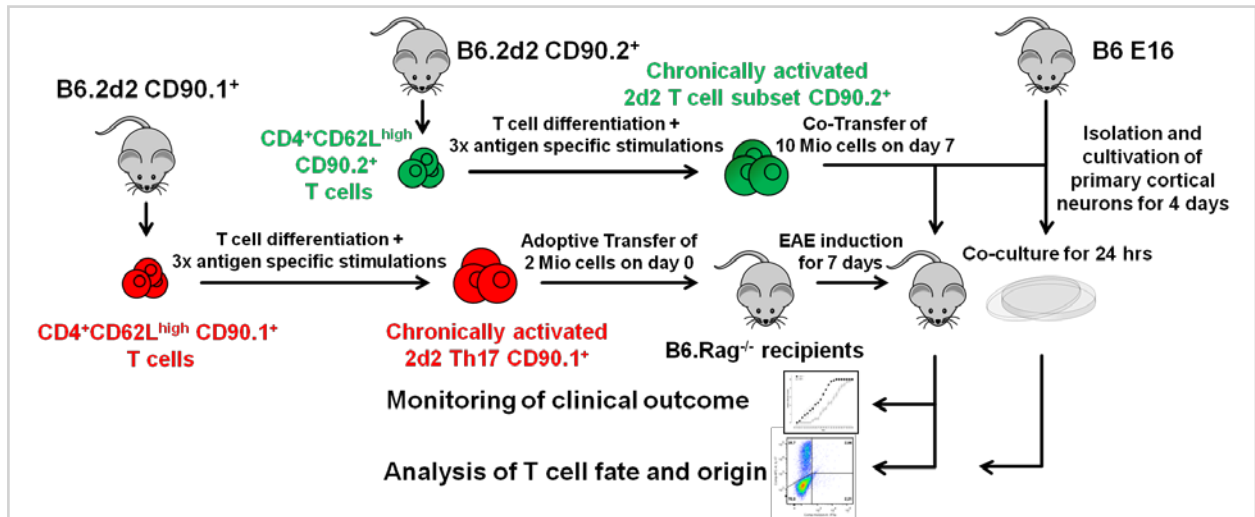 B6.2d2 CD90.2⁺
B6 E16
B6.2d2 CD90.1⁺
Chronically activated
2d2 T cell subset CD90.2⁺
CD4⁺CD62Lʰⁱᵍʰ
CD90.2⁺
T cells
T cell differentiation +
3x antigen specific stimulations
Co-Transfer of
10 Mio cells on day 7
Isolation and
cultivation of
primary cortical
neurons for 4 days
T cell differentiation +
3x antigen specific stimulations
Adoptive Transfer of
2 Mio cells on day 0
EAE induction
for 7 days
Co-culture for 24 hrs
CD4⁺CD62Lʰⁱᵍʰ CD90.1⁺
T cells
Chronically activated
2d2 Th17 CD90.1⁺
B6.Rag⁻/⁻ recipients
Monitoring of clinical outcome
Analysis of T cell fate and origin